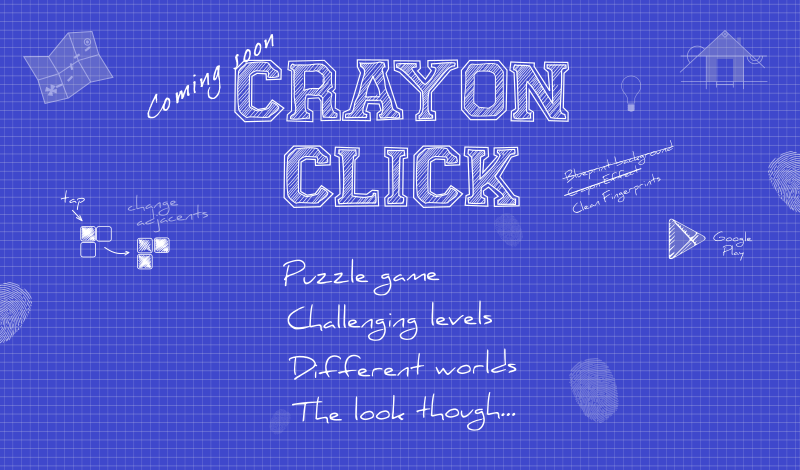 Coming soon
CRAYON
CLICK
Blueprint background
Crayon Effect
Clean Fingerprints
tap
change
adjacents
Google
Play
Puzzle game
Challenging levels
Different worlds
The look though...